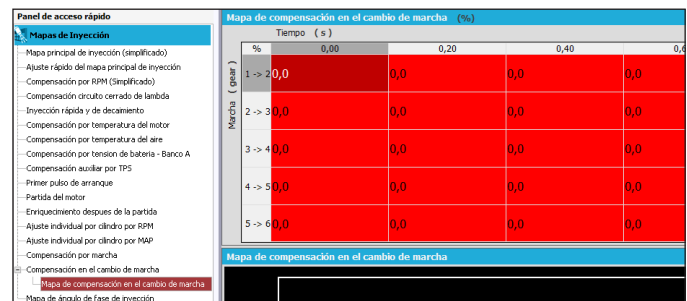 Panel de acceso rápido
Mapas de Inyección
Mapa principal de inyección (simplificado)
Ajuste rápido del mapa principal de inyección
Compensación por RPM (Simplificado)
Compensación circuito cerrado de lambda
Inyección rápida y de decaimiento
Compensación por temperatura del motor
Compensación por temperatura del aire
Compensación por tension de bateria - Banco A
Compensación auxiliar por TPS
Primer pulso de arranque
Partida del motor
Enriquecimiento despues de la partida
Ajuste individual por cilindro por RPM
Ajuste individual por cilindro por MAP
Compensación por marcha
Compensación en el cambio de marcha
Mapa de compensación en el cambio de marcha
Mapa de ángulo de fase de inyección
Mapa de compensación en el cambio de marcha (%)
Tiempo (s)
% 0,00 0,20 0,40 0,6
Marcha (gear)
1 -> 2 0,0 0,0 0,0 0,0
2 -> 3 0,0 0,0 0,0 0,0
3 -> 4 0,0 0,0 0,0 0,0
4 -> 5 0,0 0,0 0,0 0,0
5 -> 6 0,0 0,0 0,0 0,0
Mapa de compensación en el cambio de marcha